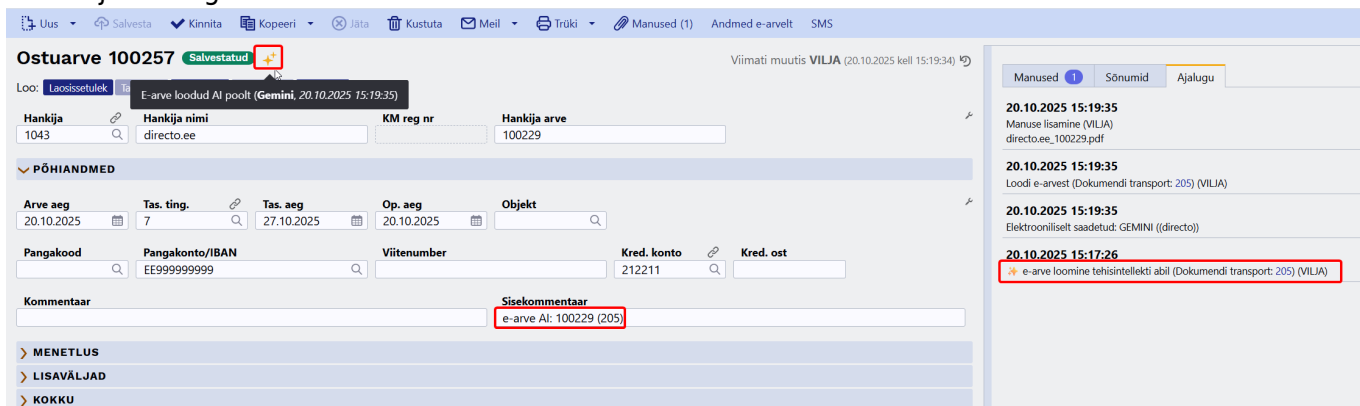 Uus Salvesta Kinnita Kopeeri Jäta Kustuta Meil Trüki Manused (1) Andmed e-arvelt SMS
Ostuarve 100257 Salvestatud
Viimati muutis VILJA (20.10.2025 kell 15:19:34)
Loo: Laosissetulek
E-arve loodud AI poolt (Gemini, 20.10.2025 15:19:35)
Hankija Hankija nimi KM reg nr Hankija arve
1043 directo.ee 100229
PÕHIANDMED
Arve aeg Tas. ting. Tas. aeg Op. aeg Objekt
20.10.2025 7 27.10.2025 20.10.2025
Pangakood Pangakonto/IBAN Viitenumber Kred. konto Kred. ost
EE999999999 212211
Kommentaar Sisekommentaar
e-arve AI: 100229 (205)
MENETLUS
LISAVÄLJAD
KOKKU
Manused 1 Sõnumid Ajalugu
20.10.2025 15:19:35
Manuse lisamine (VILJA)
directo.ee_100229.pdf
20.10.2025 15:19:35
Loodi e-arvest (Dokumendi transport: 205) (VILJA)
20.10.2025 15:19:35
Elektrooniliselt saadetud: GEMINI ((directo))
20.10.2025 15:17:26
e-arve loomine tehisintellekti abil (Dokumendi transport: 205) (VILJA)